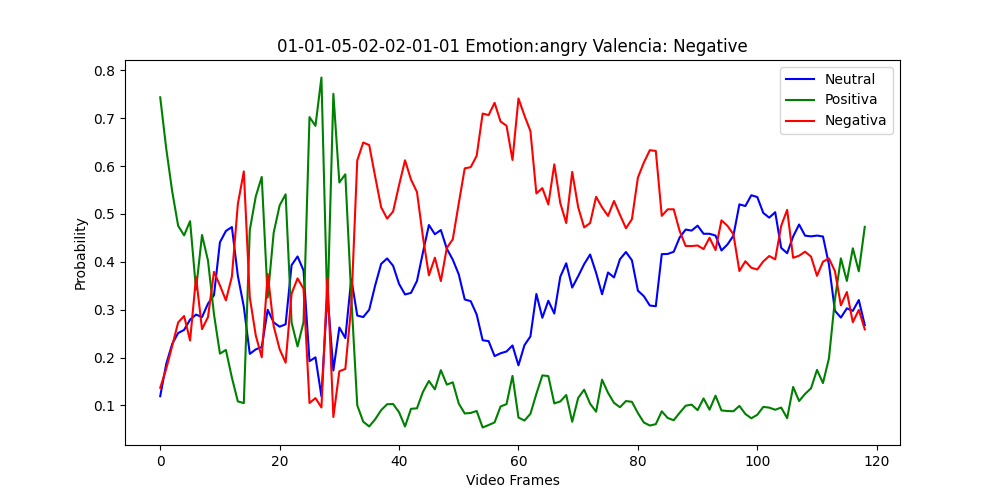 01-01-05-02-02-01-01 Emotion:angry Valencia: Negative
Neutral
Positiva
Negativa
Probability
0.8
0.7
0.6
0.5
0.4
0.3
0.2
0.1
0 20 40 60 80 100 120
Video Frames